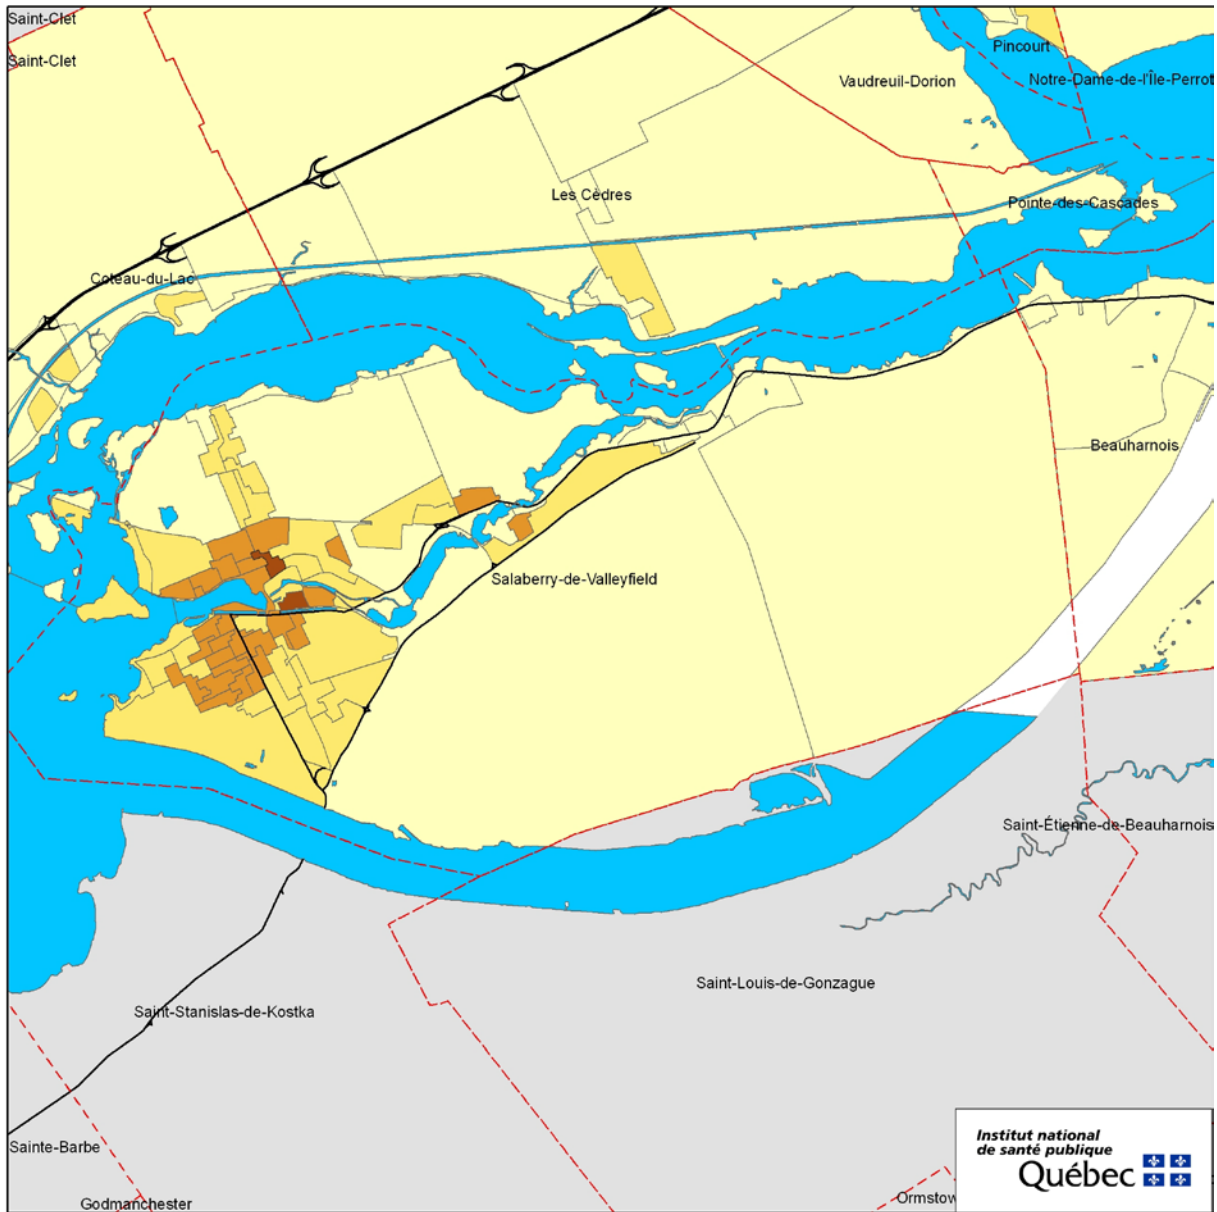 Saint-Clet
Saint-Clet
Pincourt
Vaudreuil-Dorion
Notre-Dame-de-l'Île-Perrot
Les Cèdres
Pointe-des-Cascades
Coteau-du-Lac
Beauharnois
Salaberry-de-Valleyfield
Saint-Étienne-de-Beauharnois
Saint-Louis-de-Gonzague
Saint-Stanislas-de-Kostka
Sainte-Barbe
Godmanchester
Ormstow
Institut national
de santé publique
Québec